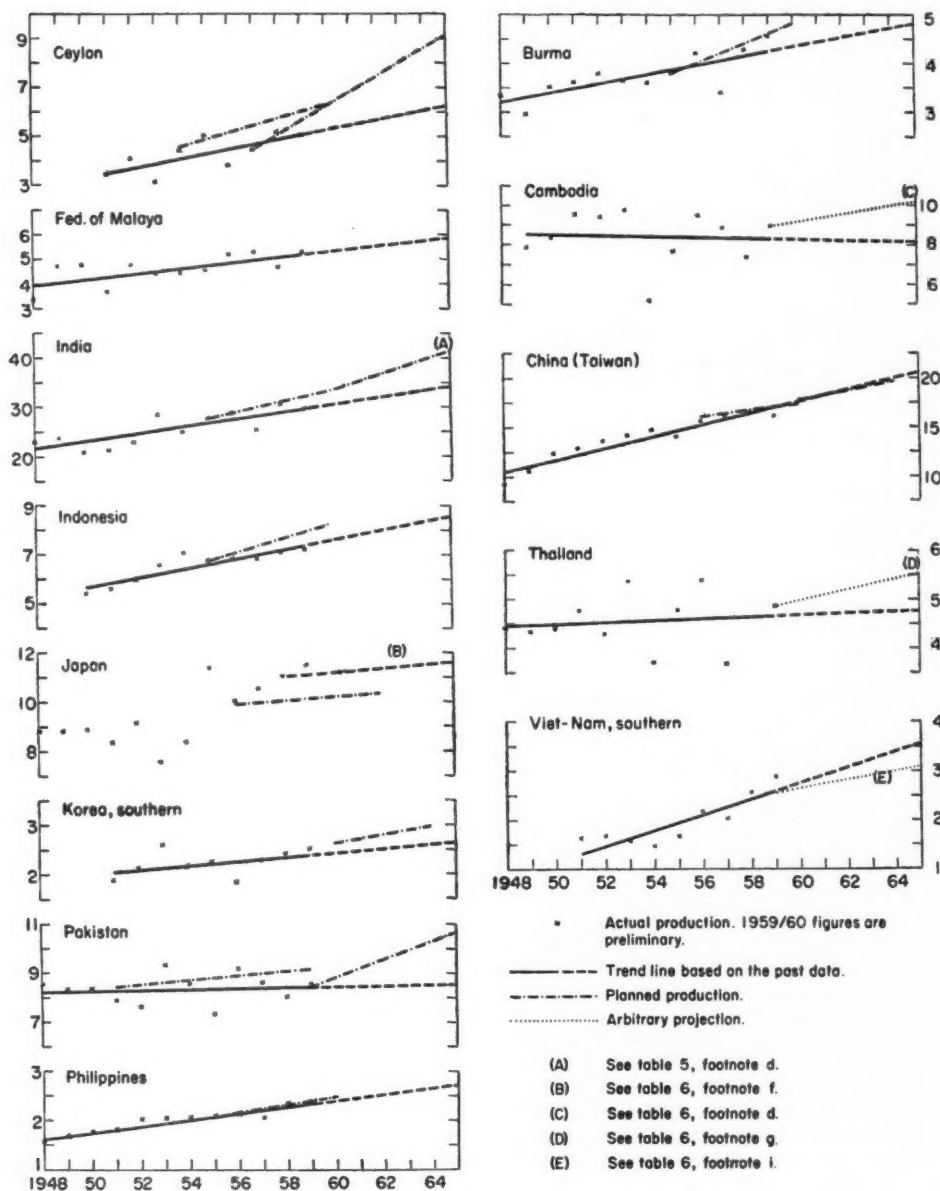 Ceylon
9
7
5
3
Fed. of Malaya
6
5
4
3
India
(A)
40
30
20
Indonesia
9
7
5
Japan
(B)
12
10
8
Korea, southern
3
2
Pakistan
11
9
7
Philippines
3
2
1
1948 50 52 54 56 58 60 62 64
Burma
5
4
3
Cambodia
(C)
10
8
6
China (Taiwan)
20
15
10
Thailand
(D)
6
5
4
Viet-Nam, southern
(E)
4
3
2
1
1948 50 52 54 56 58 60 62 64
Actual production. 1959/60 figures are
preliminary.
Trend line based on the past data.
Planned production.
Arbitrary projection.
(A) See table 5, footnote d.
(B) See table 6, footnote f.
(C) See table 6, footnote d.
(D) See table 6, footnote g.
(E) See table 6, footnote i.